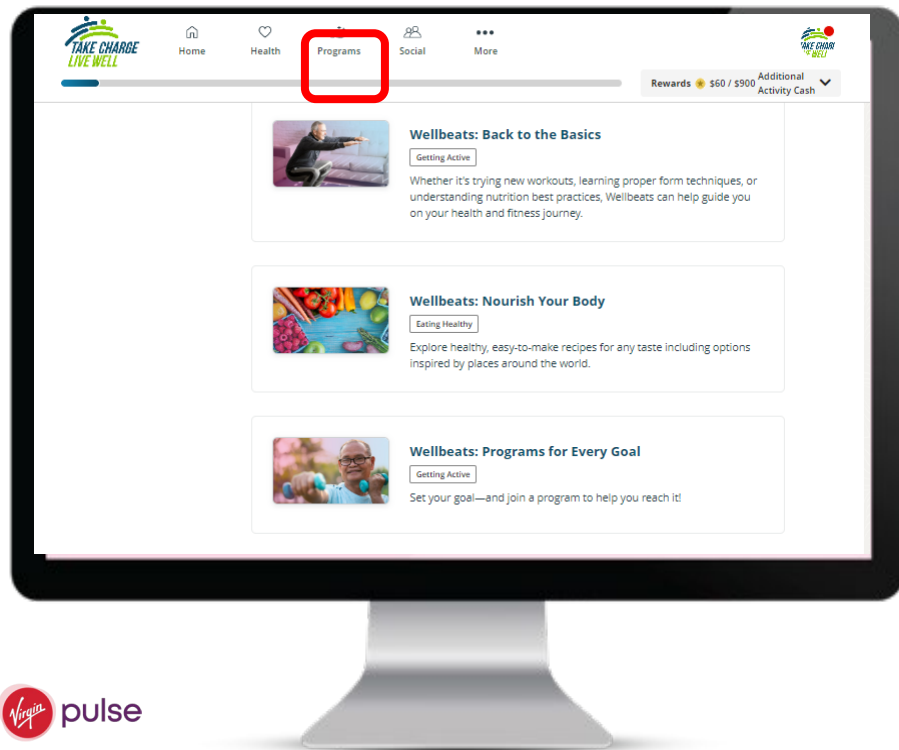 TAKE CHARGE
LIVE WELL
Home
Health
Programs
Social
More
TAKE CHAR
WELL
Rewards $60 / $900 Additional
Activity Cash
Wellbeats: Back to the Basics
Getting Active
Whether it's trying new workouts, learning proper form techniques, or
understanding nutrition best practices, Wellbeats can help guide you
on your health and fitness journey.
Wellbeats: Nourish Your Body
Eating Healthy
Explore healthy, easy-to-make recipes for any taste including options
inspired by places around the world.
Wellbeats: Programs for Every Goal
Getting Active
Set your goal—and join a program to help you reach it!
Virgin pulse